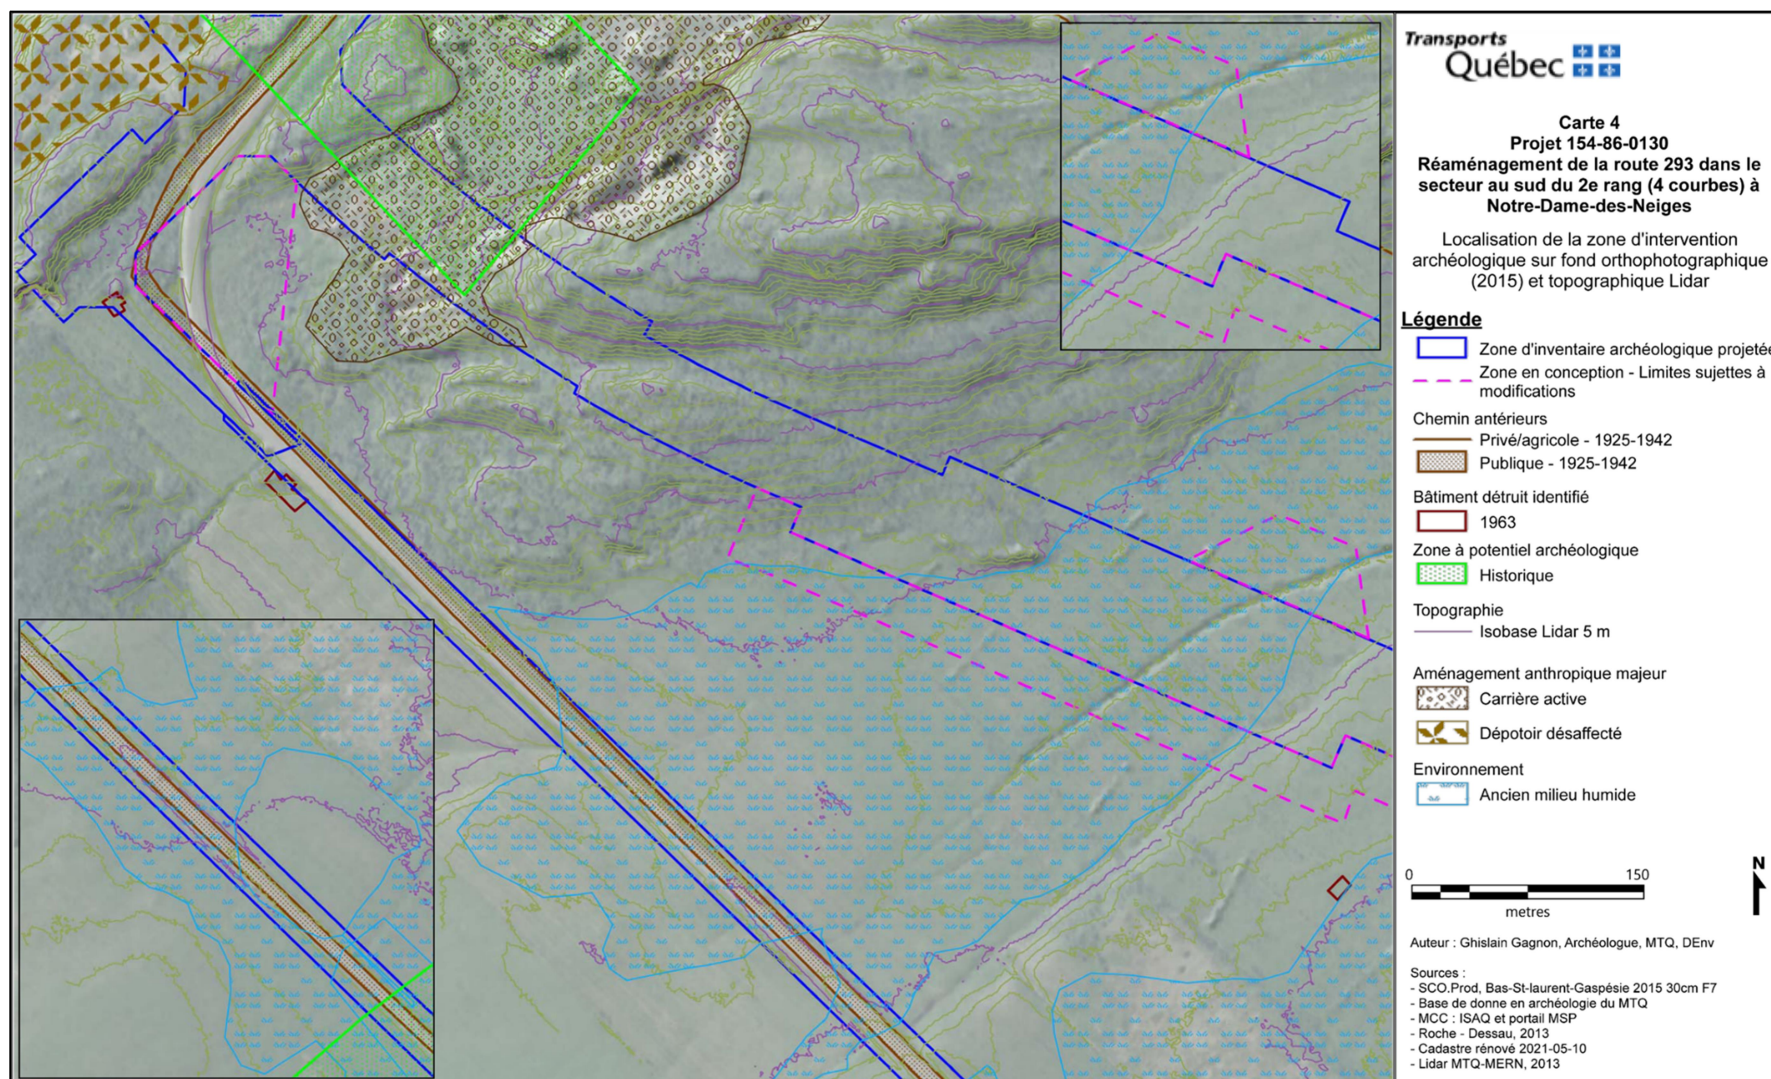 Transports
Québec
Carte 4
Projet 154-86-0130
Réaménagement de la route 293 dans le
secteur au sud du 2e rang (4 courbes) à
Notre-Dame-des-Neiges
Localisation de la zone d'intervention
archéologique sur fond orthophotographique
(2015) et topographique Lidar
Légende
Zone d'inventaire archéologique projetée
Zone en conception - Limites sujettes à
modifications
Chemin antérieurs
Privé/agricole - 1925-1942
Publique - 1925-1942
Bâtiment détruit identifié
1963
Zone à potentiel archéologique
Historique
Topographie
Isobase Lidar 5 m
Aménagement anthropique majeur
Carrière active
Dépotoir désaffecté
Environnement
Ancien milieu humide
N
0 150
metres
Auteur : Ghislain Gagnon, Archéologue, MTQ, DEnv
Sources :
- SCO.Prod, Bas-St-laurent-Gaspésie 2015 30cm F7
- Base de donne en archéologie du MTQ
- MCC : ISAQ et portail MSP
- Roche - Dessau, 2013
- Cadastre rénové 2021-05-10
- Lidar MTQ-MERN, 2013